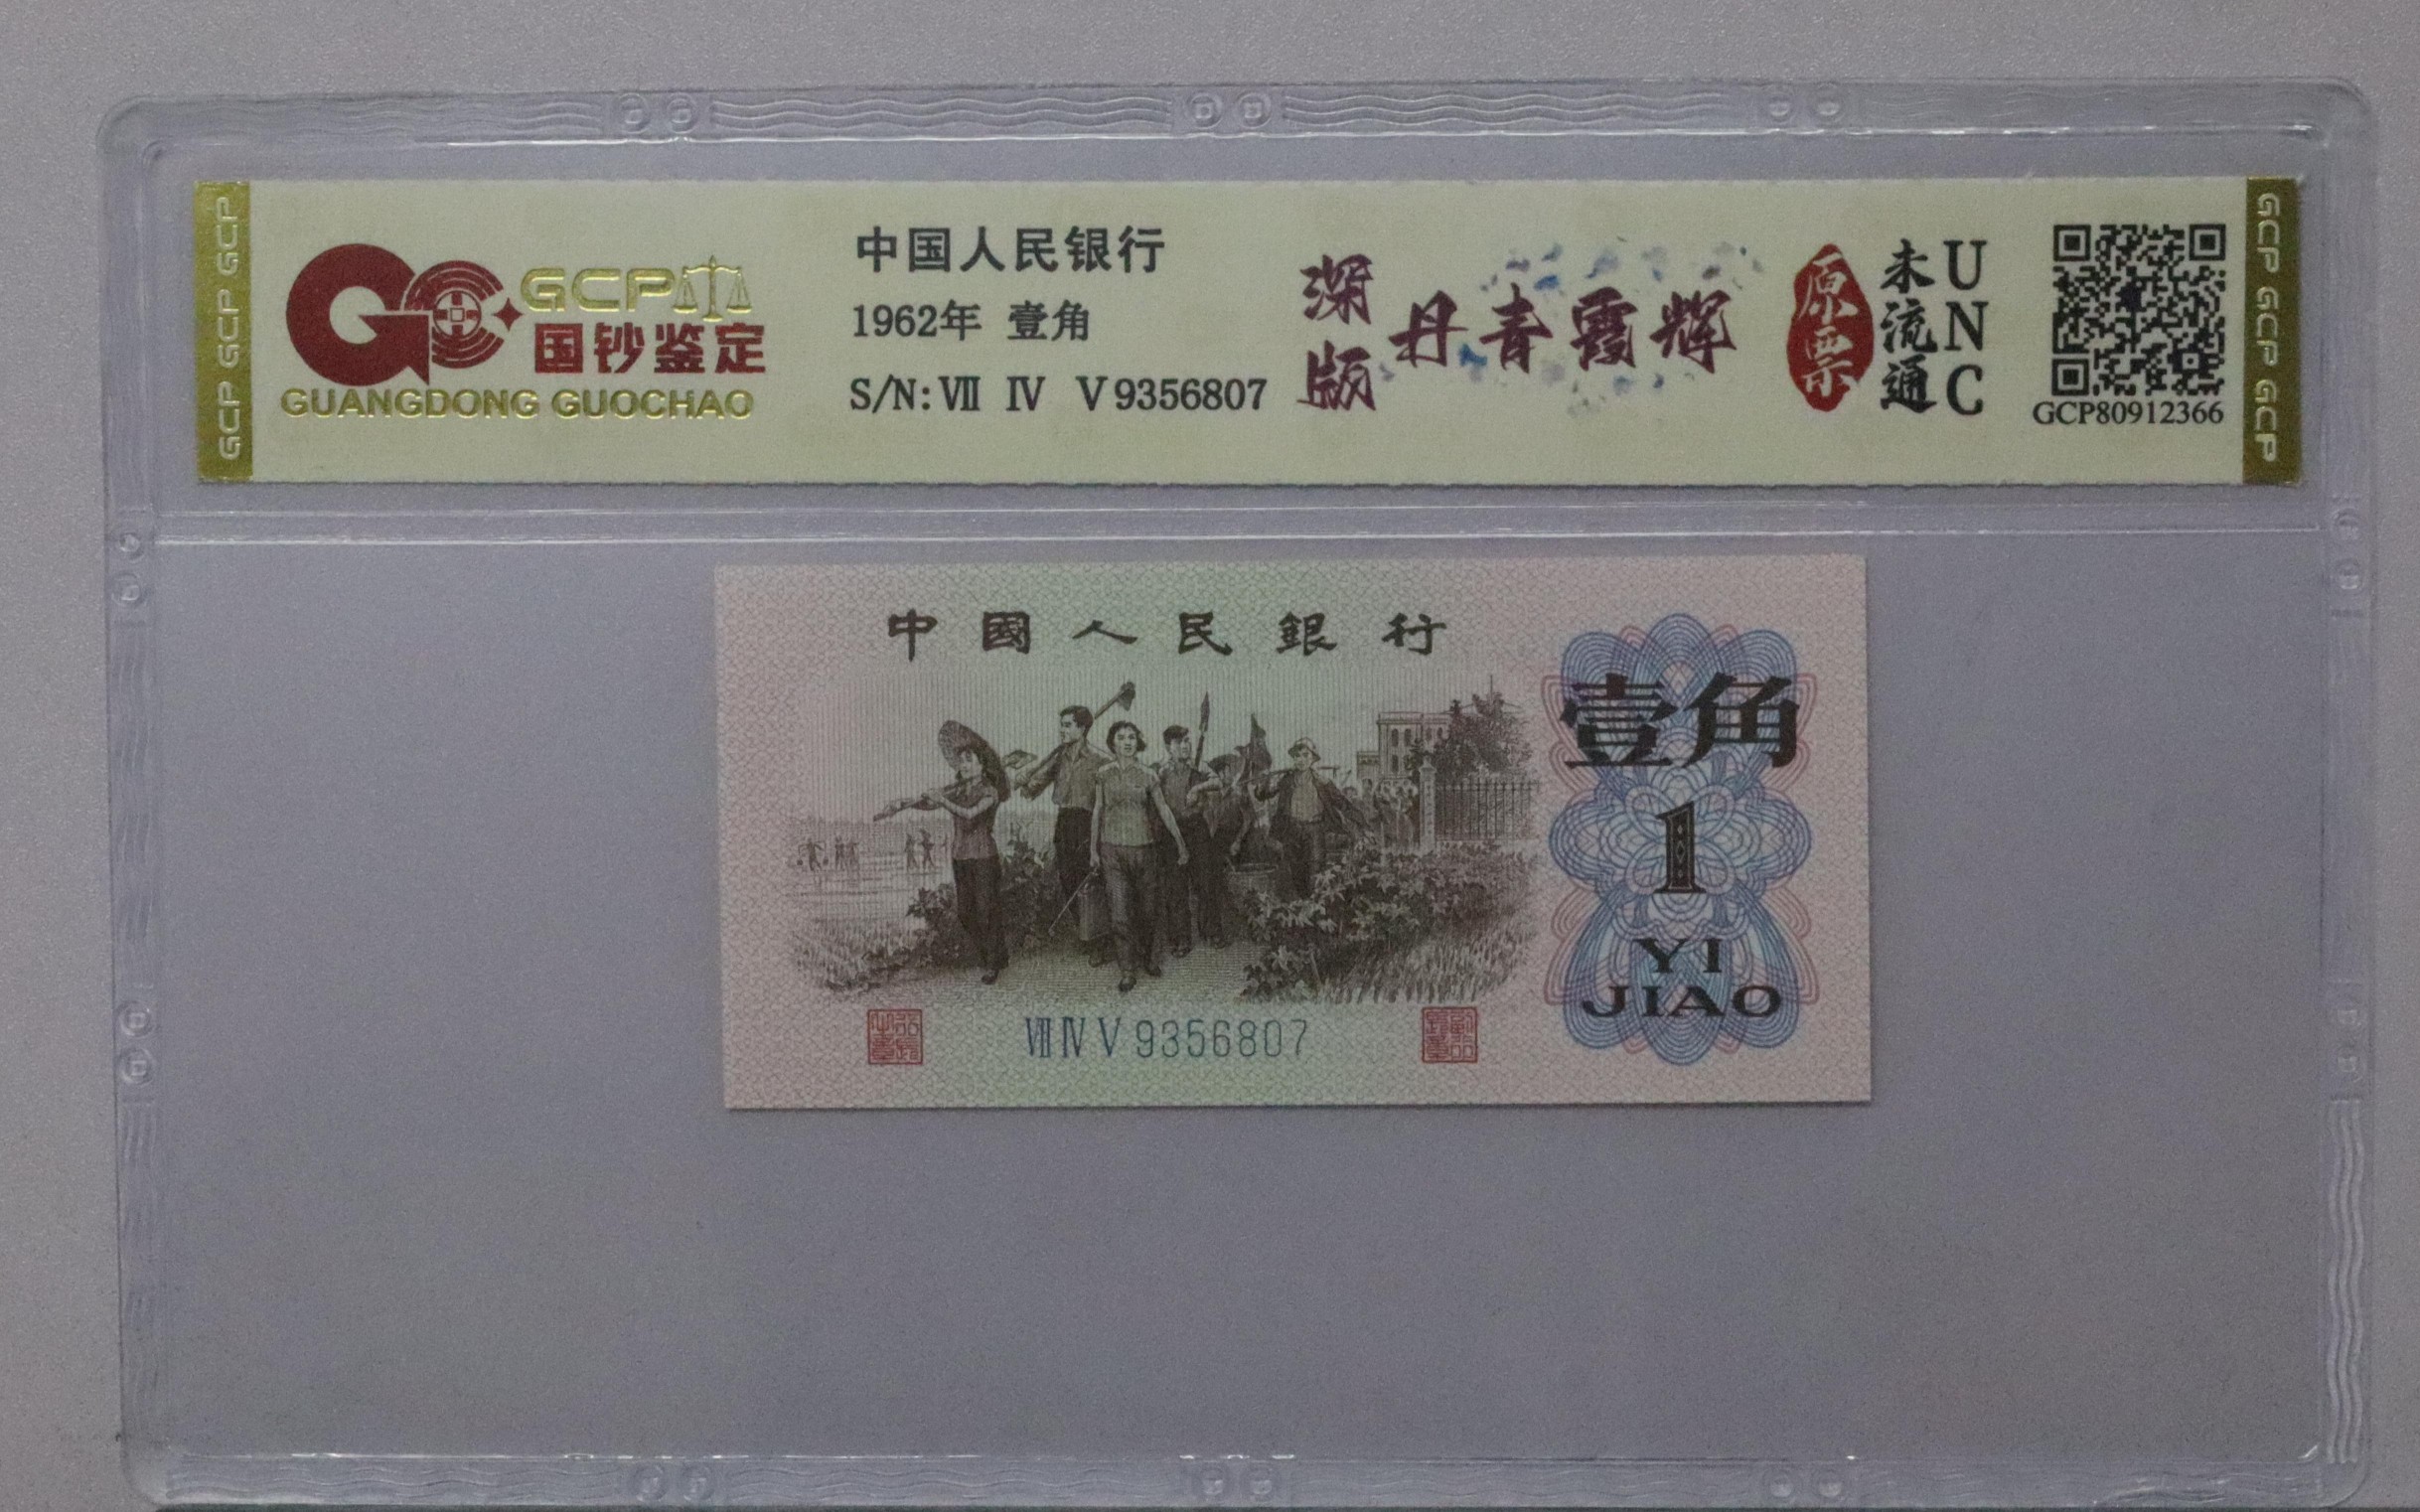 GCP GCP GCP
GCP
国钞鉴定
GUANGDONG GUOCHAO
中国人民银行
1962年 壹角
S/N: Ⅶ Ⅳ Ⅴ 9356807
深版
丹青霞辉
原票
未流通
UNC
GCP80912366
GCP GCP GCP
中國人民銀行
壹角
1
YI
JIAO
Ⅶ Ⅳ Ⅴ 9356807